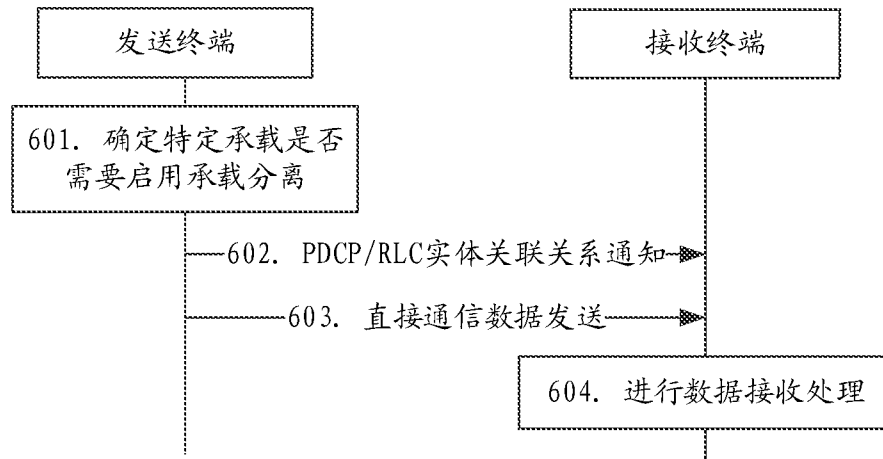 发送终端
接收终端
601. 确定特定承载是否
需要启用承载分离
602. PDCP/RLC实体关联关系通知
603. 直接通信数据发送
604. 进行数据接收处理